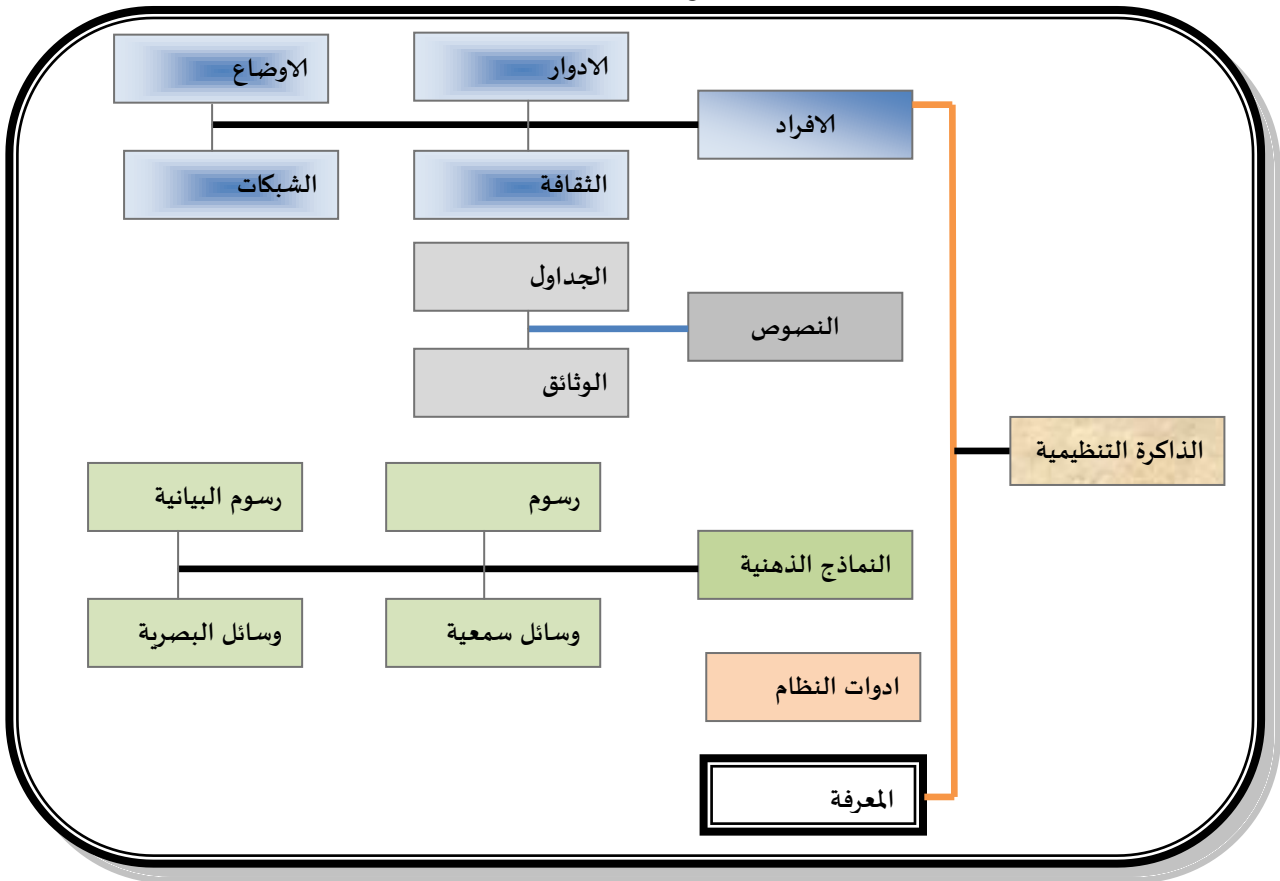 الادوار
الاوضاع
الافراد
الثقافة
الشبكات
الجداول
النصوص
الوثائق
الذاكرة التنظيمية
رسوم
رسوم البيانية
النماذج الذهنية
وسائل سمعية
وسائل البصرية
ادوات النظام
المعرفة